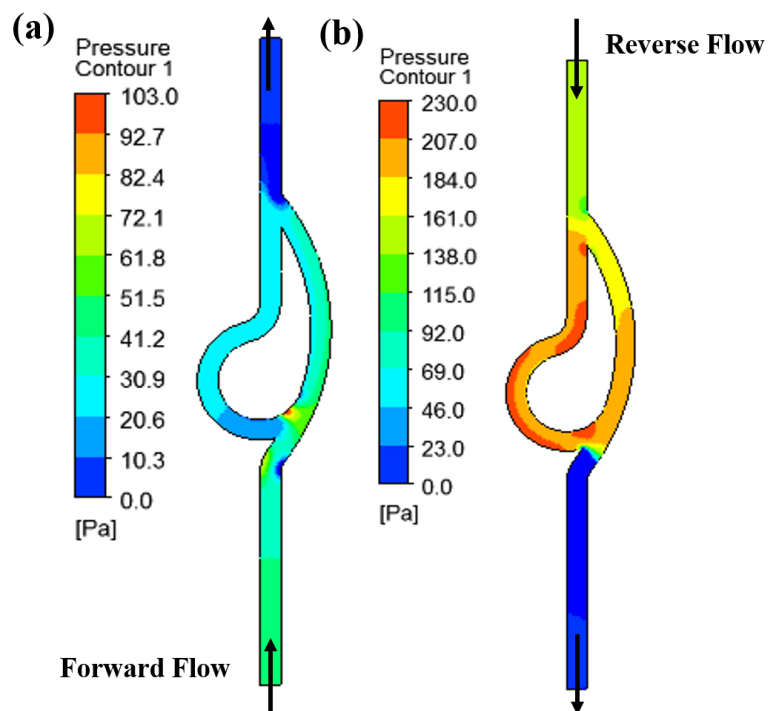 (a)
Pressure
Contour 1
103.0
92.7
82.4
72.1
61.8
51.5
41.2
30.9
20.6
10.3
0.0
[Pa]
Forward Flow
(b)
Reverse Flow
Pressure
Contour 1
230.0
207.0
184.0
161.0
138.0
115.0
92.0
69.0
46.0
23.0
0.0
[Pa]